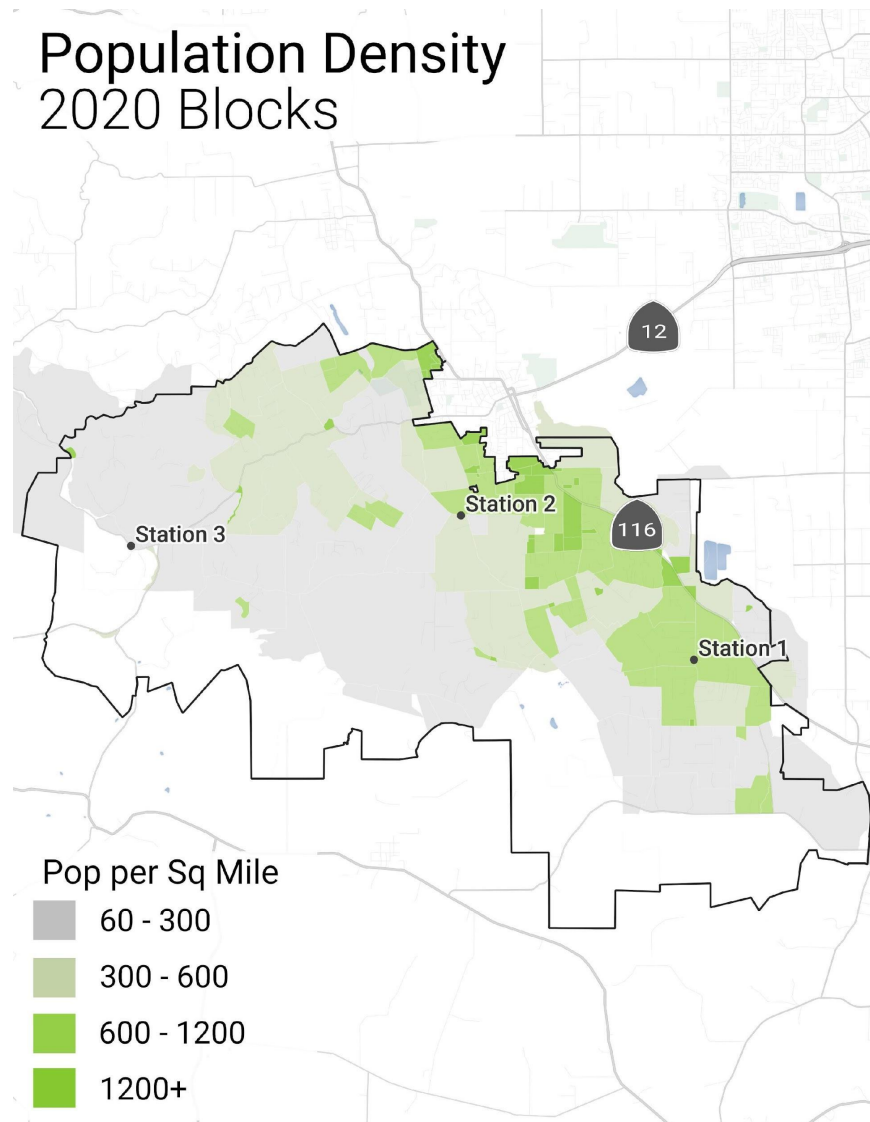 Population Density
2020 Blocks
12
Station 2
116
Station 3
Station 1
Pop per Sq Mile
60 - 300
300 - 600
600 - 1200
1200+